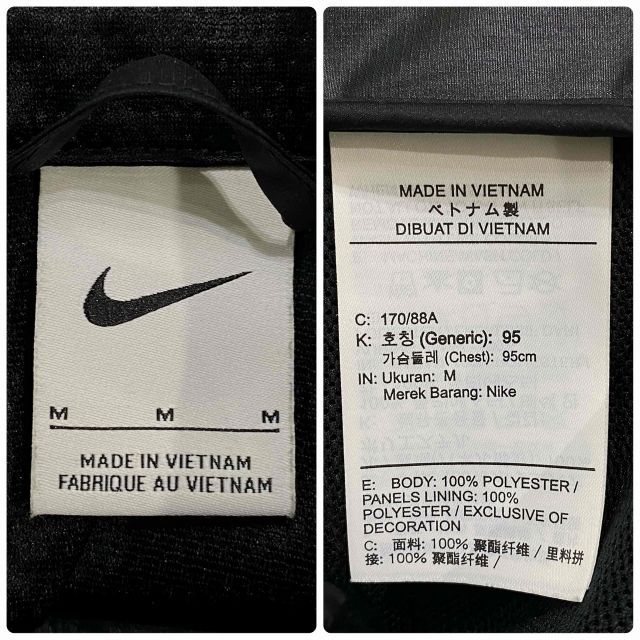 M M M
MADE IN VIETNAM
FABRIQUE AU VIETNAM
MADE IN VIETNAM
ベトナム製
DIBUAT DI VIETNAM
C: 170/88A
K: 호칭 (Generic): 95
가슴둘레 (Chest): 95cm
IN: Ukuran: M
Merek Barang: Nike
E: BODY: 100% POLYESTER /
PANELS LINING: 100%
POLYESTER / EXCLUSIVE OF
DECORATION
C: 面料: 100% 聚酯纤维 / 里料拼
接: 100% 聚酯纤维 /